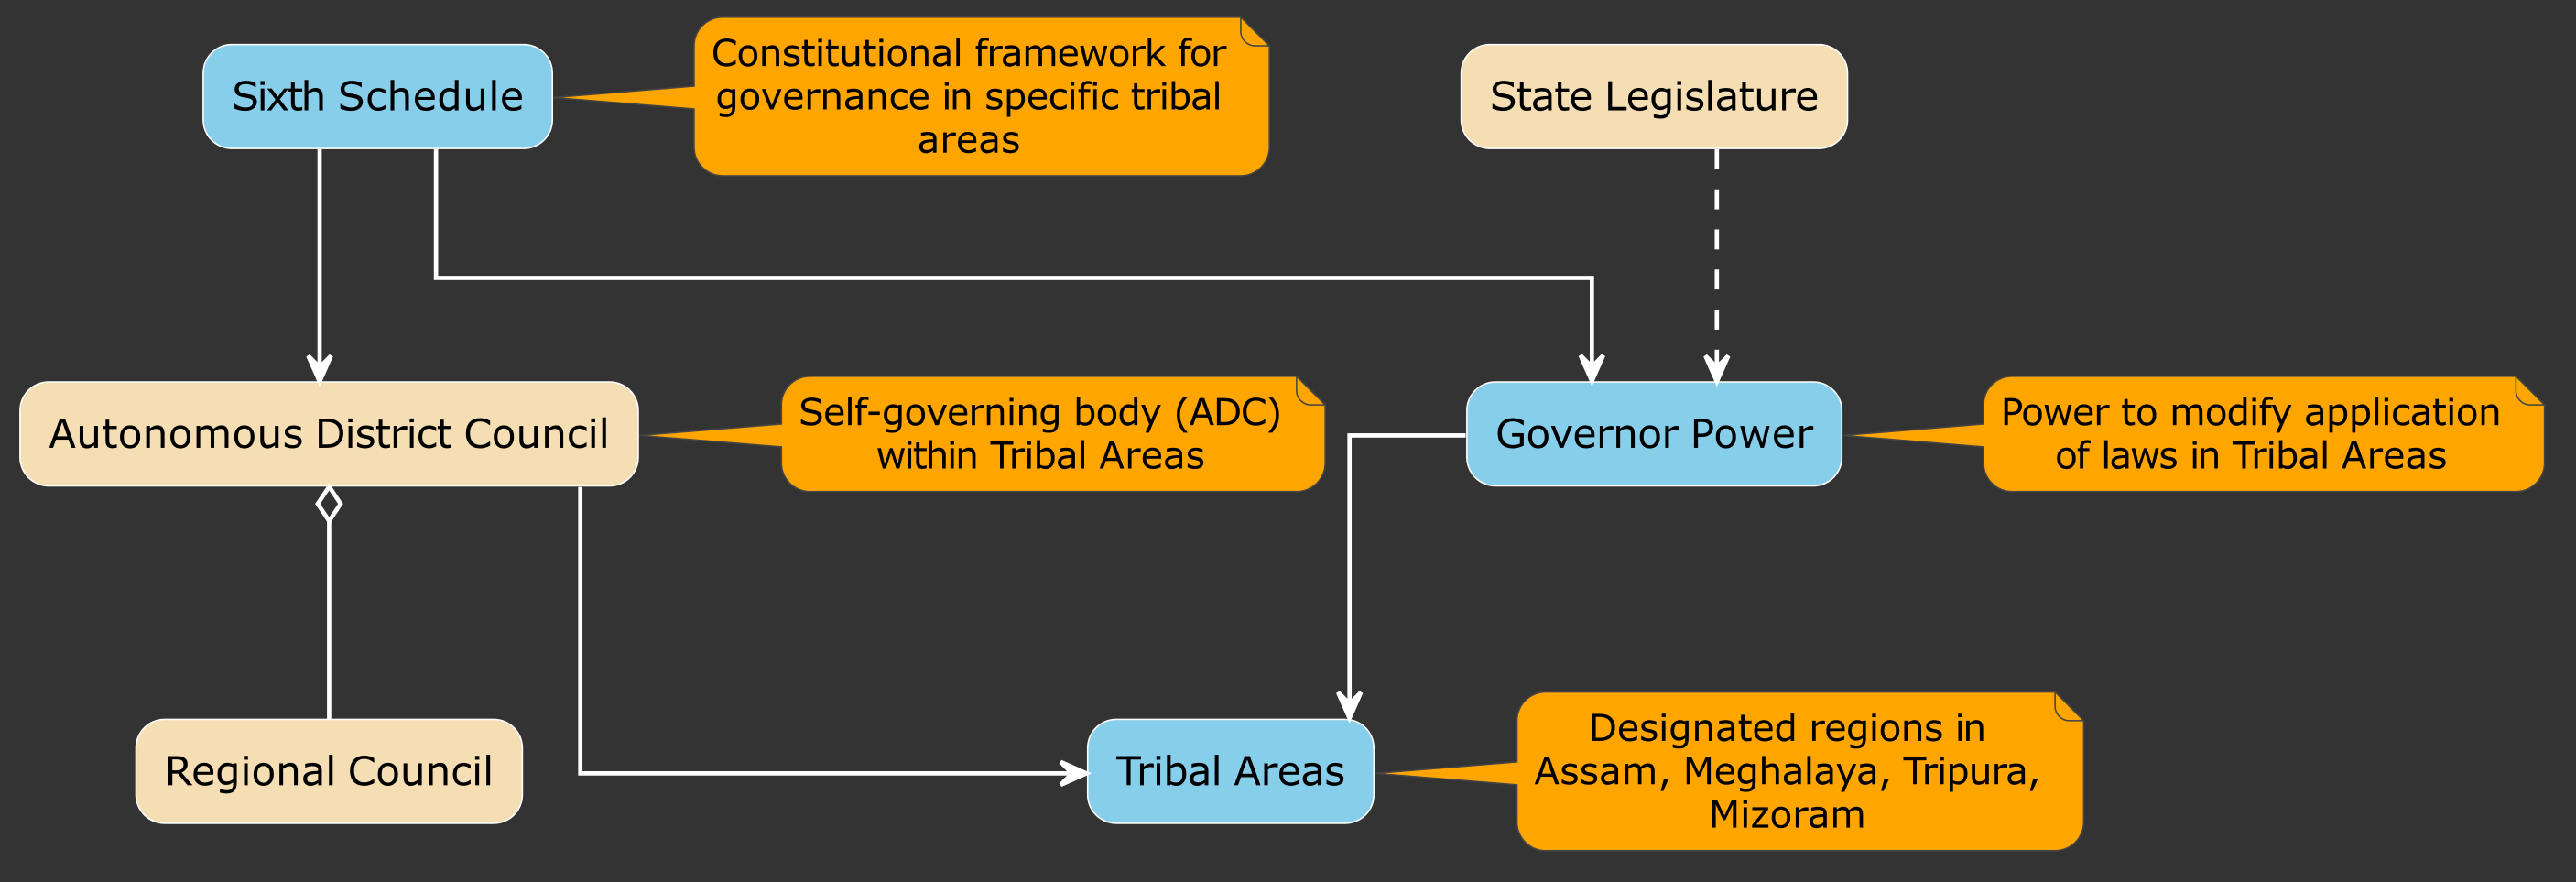 Sixth Schedule
Constitutional framework for
governance in specific tribal
areas
State Legislature
Autonomous District Council
Self-governing body (ADC)
within Tribal Areas
Governor Power
Power to modify application
of laws in Tribal Areas
Regional Council
Tribal Areas
Designated regions in
Assam, Meghalaya, Tripura,
Mizoram